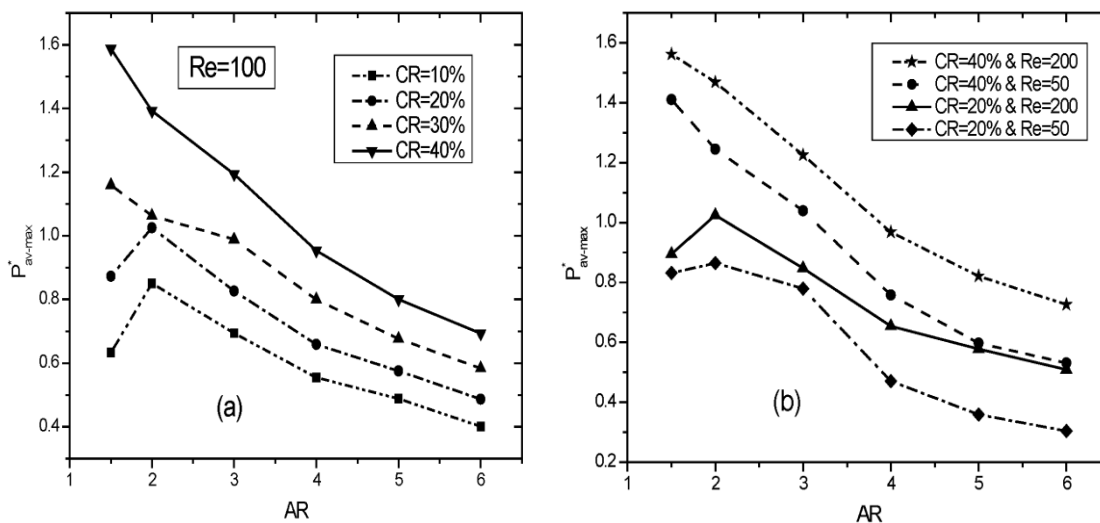 Re=100
CR=10%
CR=20%
CR=30%
CR=40%
1.6
1.4
1.2
1.0
0.8
0.6
0.4
P*av-max
(a)
1 2 3 4 5 6
AR
CR=40% & Re=200
CR=40% & Re=50
CR=20% & Re=200
CR=20% & Re=50
1.6
1.4
1.2
1.0
0.8
0.6
0.4
0.2
P*av-max
(b)
1 2 3 4 5 6
AR